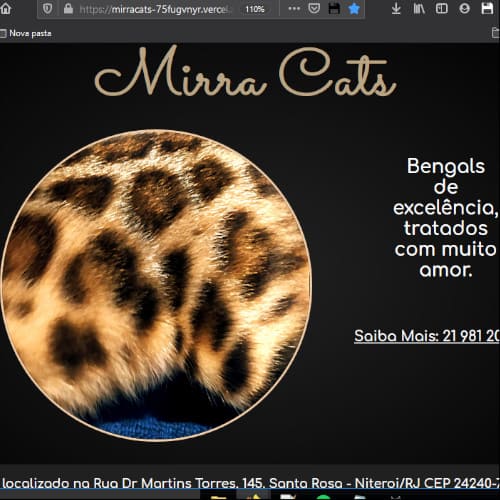 https://mirracats-75fugvnyr.vercel
110%
Nova pasta
Mirra Cats
Bengals
de
excelência,
tratados
com muito
amor.
Saiba Mais: 21 981 20
localizado na Rua Dr Martins Torres, 145, Santa Rosa - Niteroi/RJ CEP 24240-